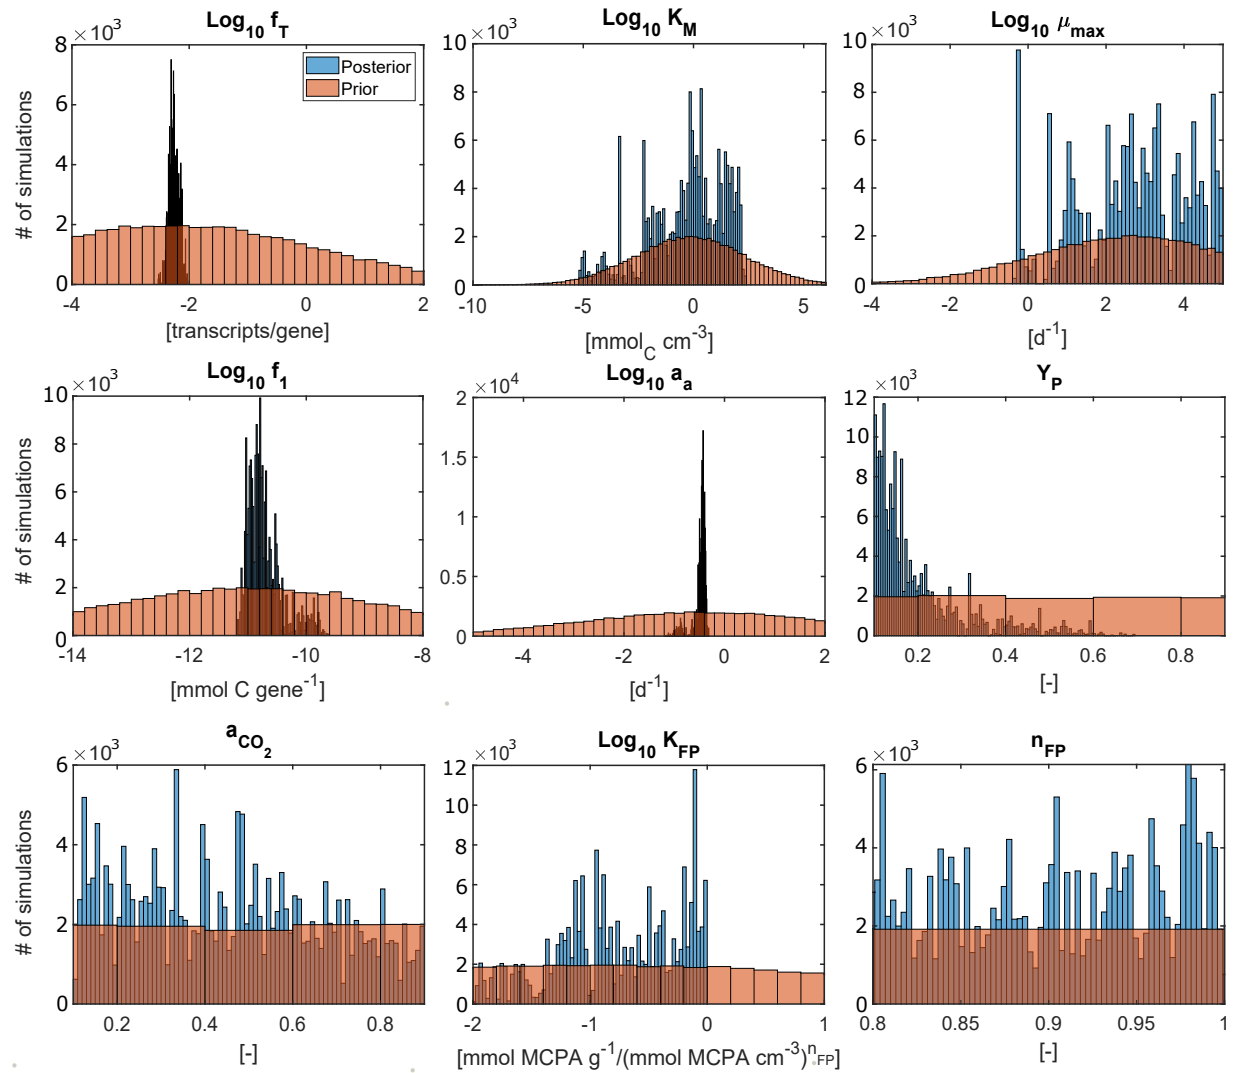 Log10 fT
×10^3
8
6
4
2
0
-4 -2 0 2
[transcripts/gene]
# of simulations
Posterior
Prior
Log10 KM
×10^3
10
8
6
4
2
0
-10 -5 0 5
[mmolC cm^-3]
Log10 μmax
×10^3
10
8
6
4
2
0
-4 -2 0 2 4
[d^-1]
Log10 f1
×10^3
10
8
6
4
2
0
-14 -12 -10 -8
[mmol C gene^-1]
# of simulations
Log10 aa
×10^4
2
1.5
1
0.5
0
-4 -2 0 2
[d^-1]
YP
×10^3
12
10
8
6
4
2
0
0.2 0.4 0.6 0.8
[-]
aCO2
×10^3
6
4
2
0
0.2 0.4 0.6 0.8
[-]
# of simulations
Log10 KFP
×10^3
12
10
8
6
4
2
0
-2 -1 0 1
[mmol MCPA g^-1/(mmol MCPA cm^-3)^nFP]
nFP
×10^3
6
4
2
0
0.8 0.85 0.9 0.95 1
[-]